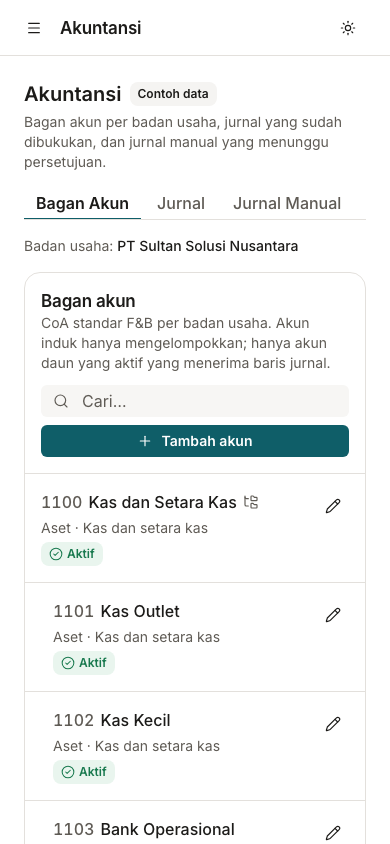 Akuntansi
Akuntansi Contoh data
Bagan akun per badan usaha, jurnal yang sudah
dibukukan, dan jurnal manual yang menunggu
persetujuan.
Bagan Akun Jurnal Jurnal Manual
Badan usaha: PT Sultan Solusi Nusantara
Bagan akun
CoA standar F&B per badan usaha. Akun
induk hanya mengelompokkan; hanya akun
daun yang aktif yang menerima baris jurnal.
Cari...
Tambah akun
1100 Kas dan Setara Kas
Aset · Kas dan setara kas
Aktif
1101 Kas Outlet
Aset · Kas dan setara kas
Aktif
1102 Kas Kecil
Aset · Kas dan setara kas
Aktif
1103 Bank Operasional